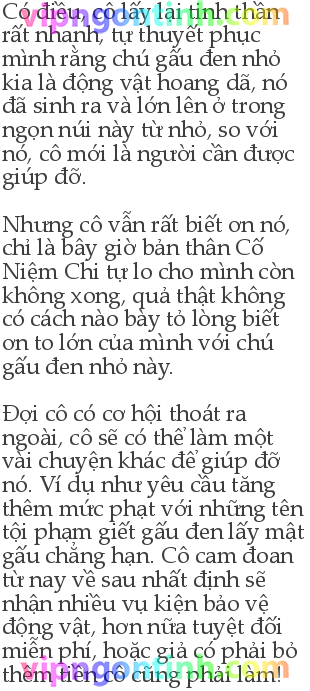 Có điều, cô lấy lại tinh thần
rất nhanh, tự thuyết phục
mình rằng chú gấu đen nhỏ
kia là động vật hoang dã, nó
đã sinh ra và lớn lên ở trong
ngọn núi này từ nhỏ, so với
nó, cô mới là người cần được
giúp đỡ.
Nhưng cô vẫn rất biết ơn nó,
chỉ là bây giờ bản thân Cố
Niệm Chi tự lo cho mình còn
không xong, quả thật không
có cách nào bày tỏ lòng biết
ơn to lớn của mình với chú
gấu đen nhỏ này.
Đợi cô có cơ hội thoát ra
ngoài, cô sẽ có thể làm một
vài chuyện khác để giúp đỡ
nó. Ví dụ như yêu cầu tăng
thêm mức phạt với những tên
tội phạm giết gấu đen lấy mật
gấu chẳng hạn. Cô cam đoan
từ nay về sau nhất định sẽ
nhận nhiều vụ kiện bảo vệ
động vật, hơn nữa tuyệt đối
miễn phí, hoặc giả có phải bỏ
thêm tiền cô cũng phải làm!
vipngontinh.com
vipngontinh.com